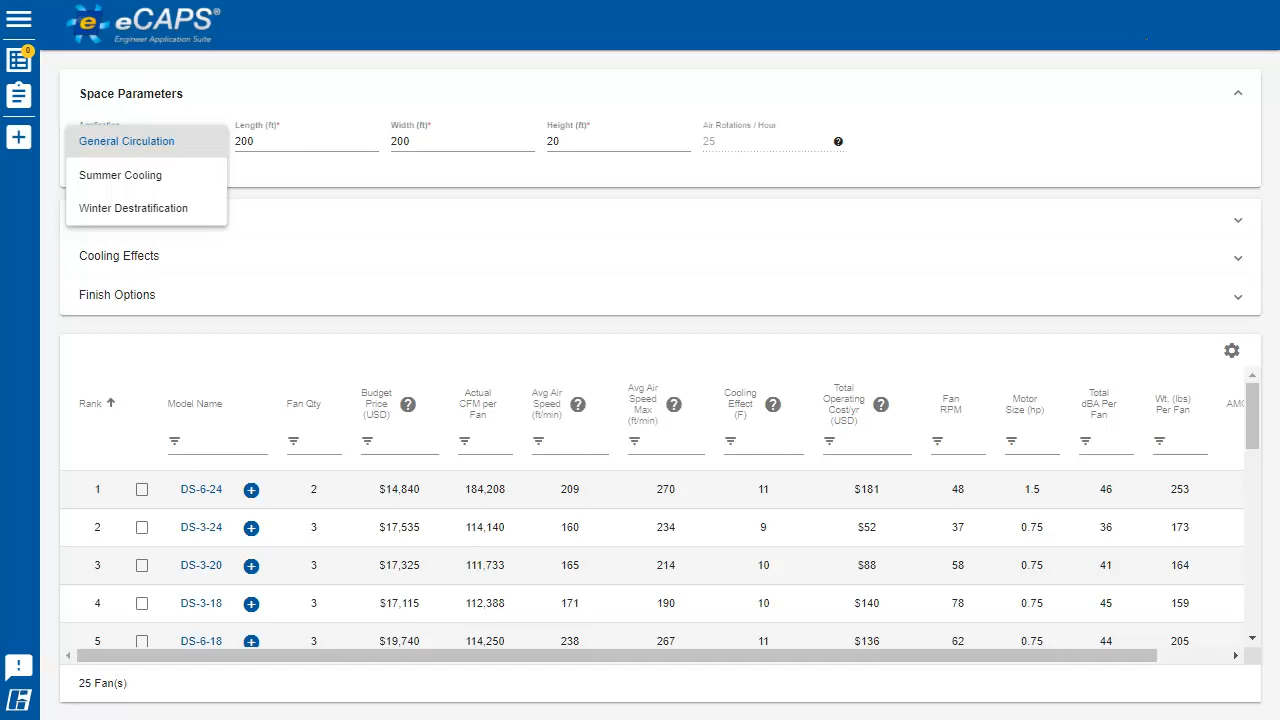 eCAPS®
Engineer Application Suite
0
Space Parameters
Application Length (ft)* Width (ft)* Height (ft)* Air Rotations / Hour
General Circulation 200 200 20 25
Summer Cooling
Winter Destratification
Cooling Effects
Finish Options
Rank Model Name Fan Qty Budget Price (USD) Actual CFM per Fan Avg Air Speed (ft/min) Avg Air Speed Max (ft/min) Cooling Effect (F) Total Operating Cost/yr (USD) Fan RPM Motor Size (hp) Total dBA Per Fan Wt. (lbs) Per Fan
1 DS-6-24 2 $14,840 184,208 209 270 11 $181 48 1.5 46 253
2 DS-3-24 3 $17,535 114,140 160 234 9 $52 37 0.75 36 173
3 DS-3-20 3 $17,325 111,733 165 214 10 $88 58 0.75 41 164
4 DS-3-18 3 $17,115 112,388 171 190 10 $140 78 0.75 45 159
5 DS-6-18 3 $19,740 114,250 238 267 11 $136 62 0.75 44 205
25 Fan(s)